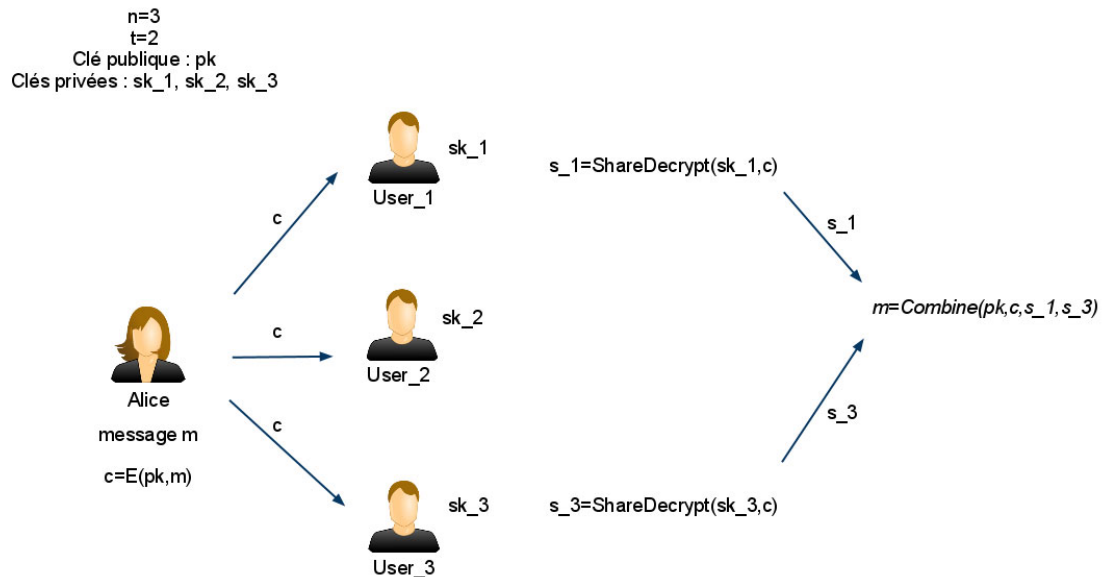 n=3
t=2
Clé publique : pk
Clés privées : sk_1, sk_2, sk_3
sk_1
s_1=ShareDecrypt(sk_1,c)
User_1
c
s_1
sk_2
m=Combine(pk,c,s_1,s_3)
c
User_2
Alice
s_3
c
message m
c=E(pk,m)
sk_3
s_3=ShareDecrypt(sk_3,c)
User_3